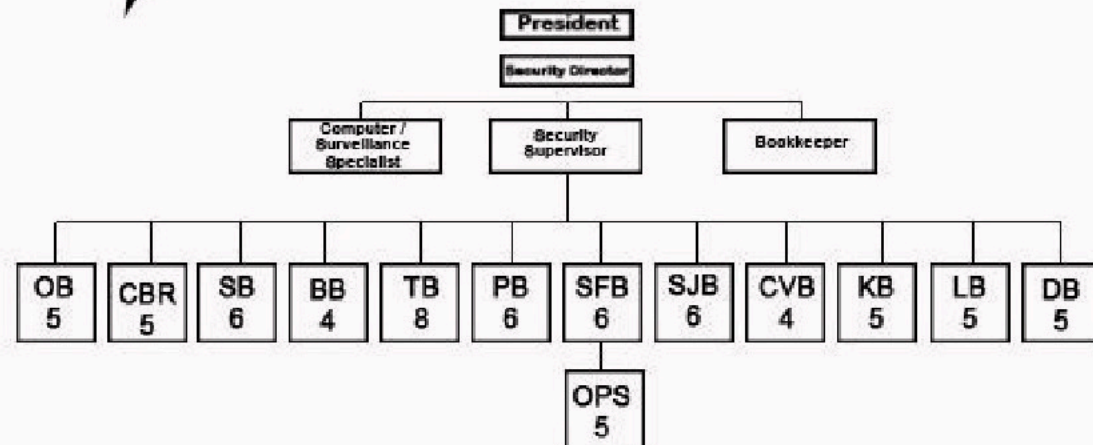 President
Security Director
Computer /
Surveillance
Specialist
Security
Supervisor
Bookkeeper
OB
5
CBR
5
SB
6
BB
4
TB
8
PB
6
SFB
6
SJB
6
CVB
4
KB
5
LB
5
DB
5
OPS
5